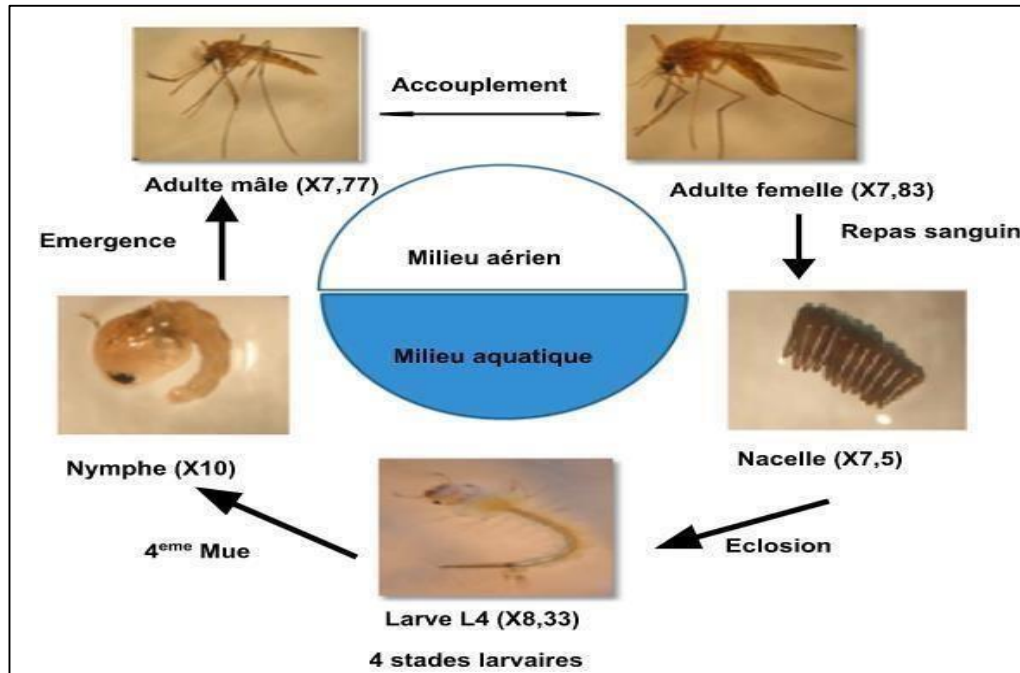 Accouplement
Adulte mâle (X7,77)
Adulte femelle (X7,83)
Emergence
Repas sanguin
Milieu aérien
Milieu aquatique
Nymphe (X10)
Nacelle (X7,5)
4eme Mue
Eclosion
Larve L4 (X8,33)
4 stades larvaires